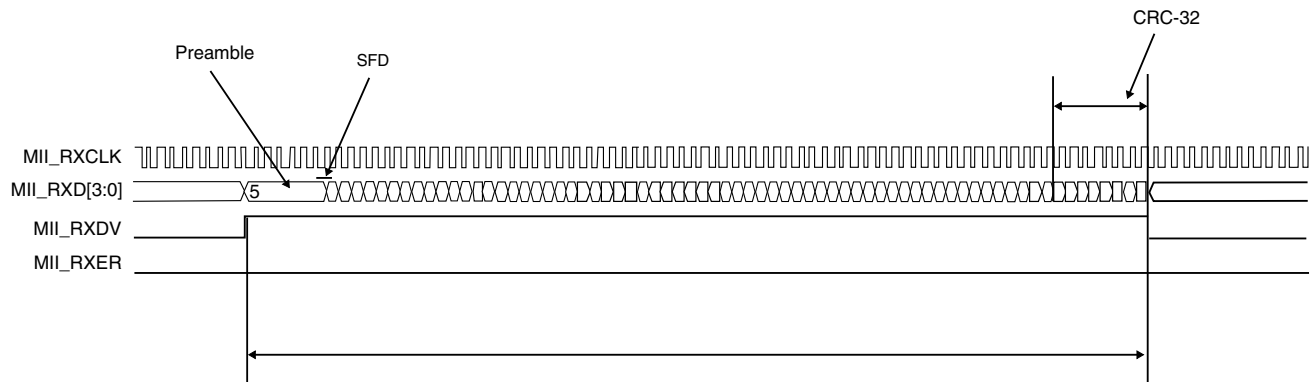 CRC-32
Preamble
SFD
MII_RXCLK
MII_RXD[3:0]
5
MII_RXDV
MII_RXER